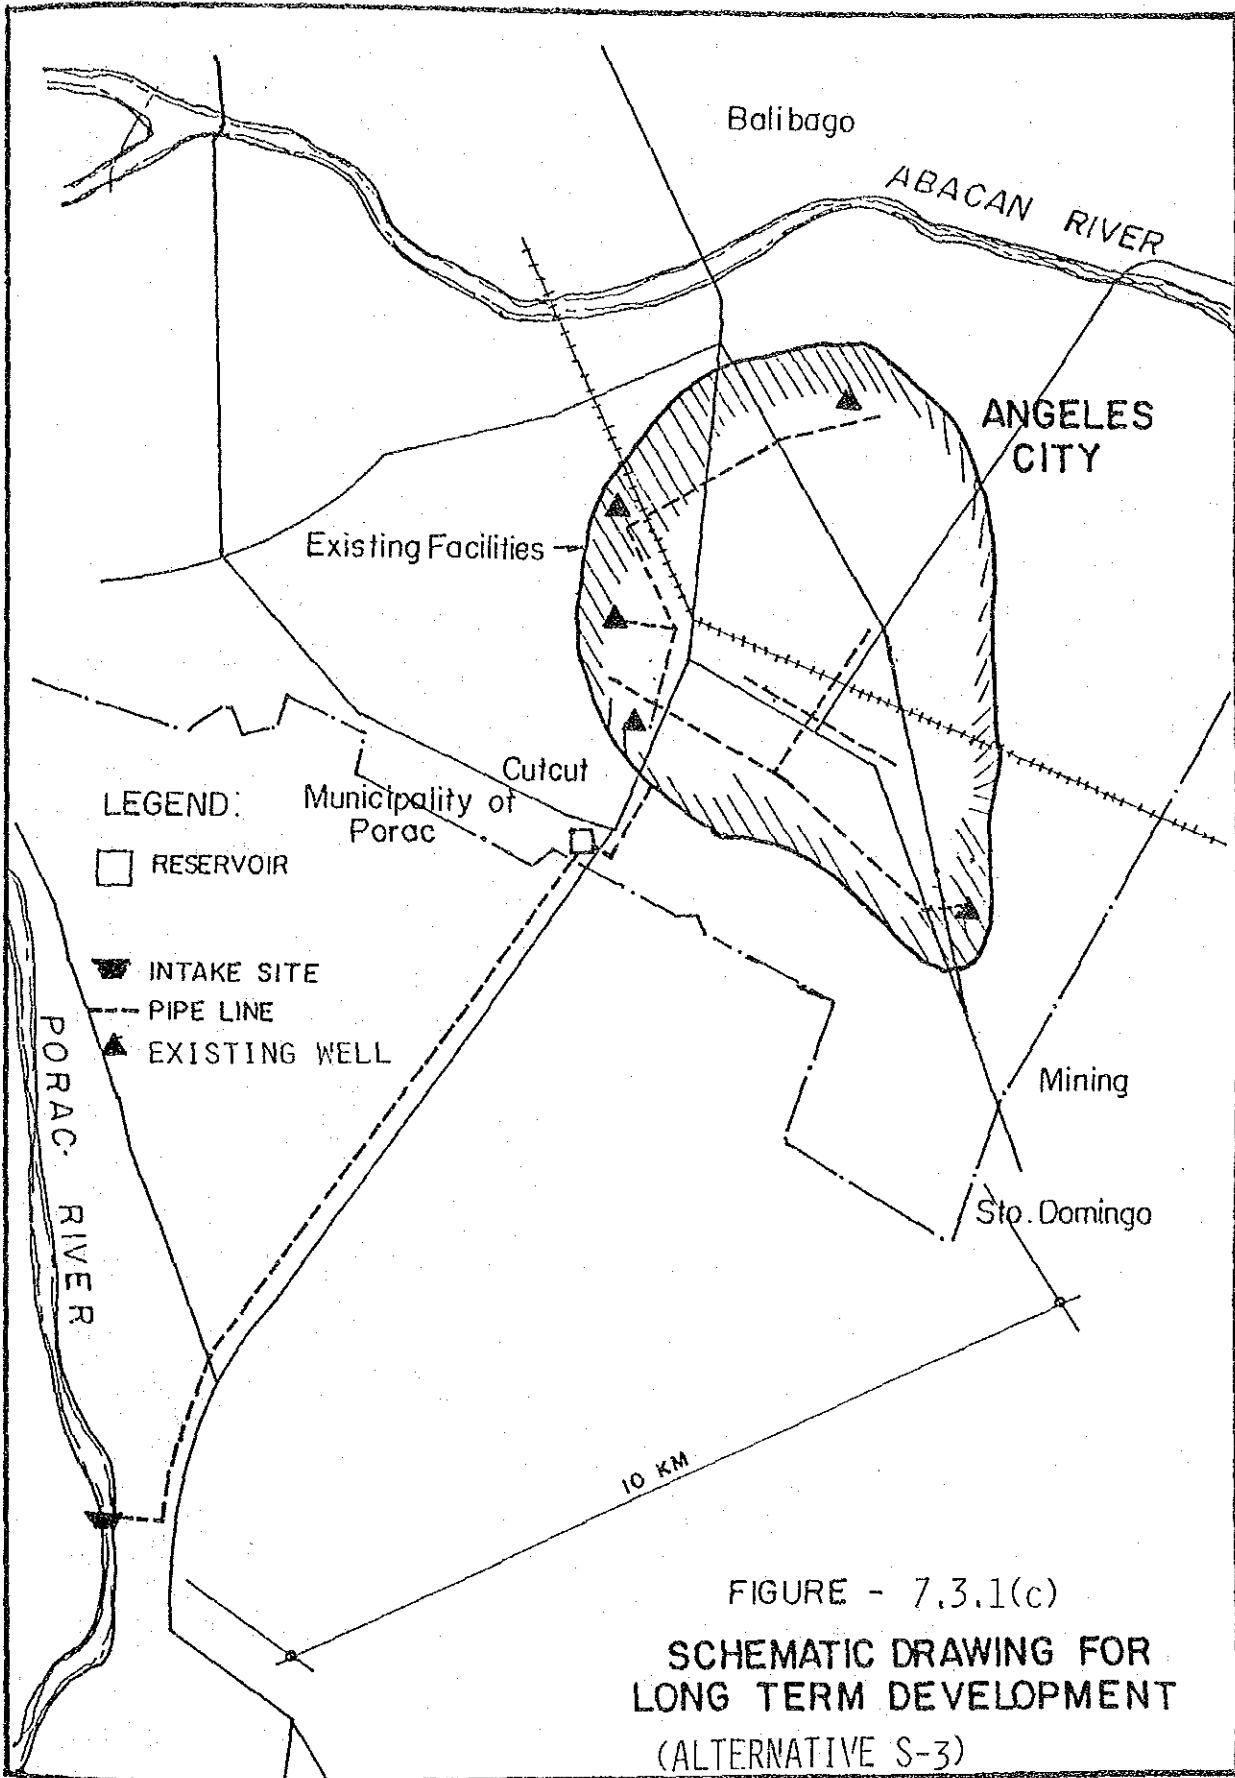 Balibago
ABACAN RIVER
ANGELES
CITY
Existing Facilities
Cutcut
Municipality of
Porac
LEGEND:
RESERVOIR
INTAKE SITE
PIPE LINE
EXISTING WELL
PORAC RIVER
Mining
Sto. Domingo
10 KM
FIGURE - 7.3.1(c)
SCHEMATIC DRAWING FOR
LONG TERM DEVELOPMENT
(ALTERNATIVE S-3)